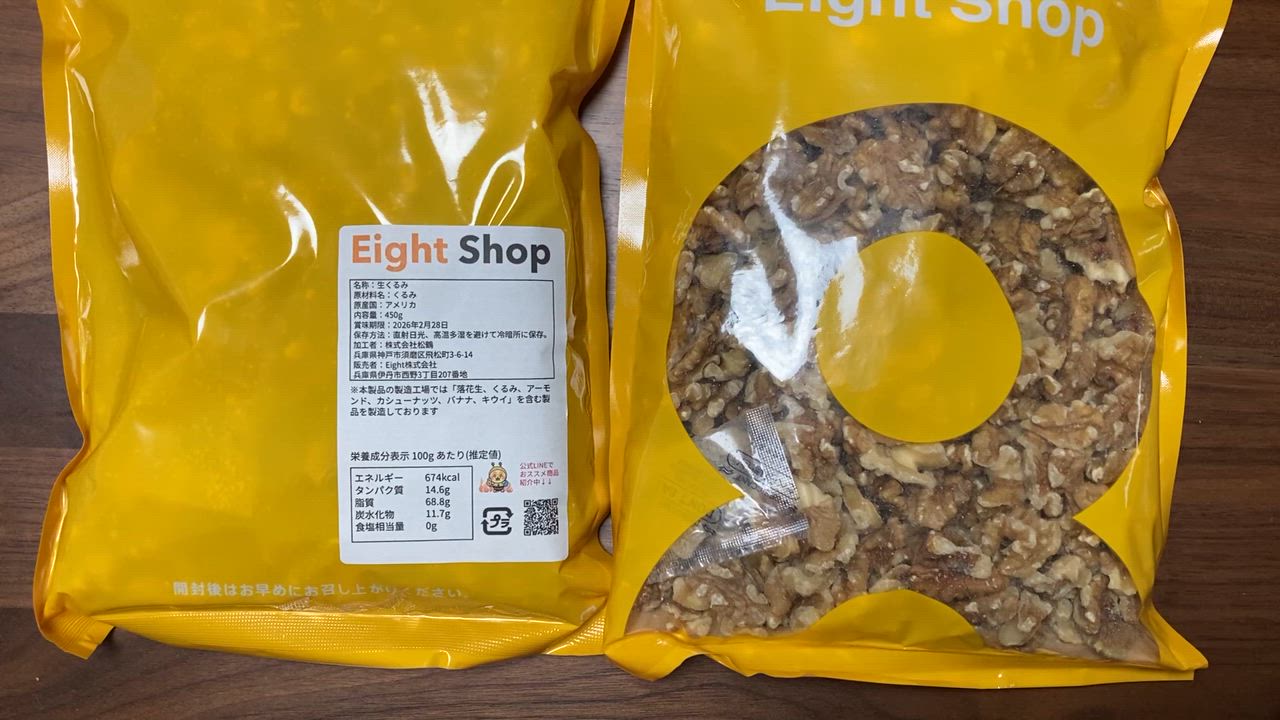 Eight Shop
名称：生くるみ
原材料名：くるみ
原産国：アメリカ
内容量：450g
賞味期限：2026年2月28日
保存方法：直射日光、高温多湿を避けて冷暗所に保存。
加工者：株式会社松鶴
兵庫県神戸市須磨区飛松町3-6-14
販売者：Eight株式会社
兵庫県伊丹市西野3丁目207番地
※本製品の製造工場では「落花生、くるみ、アーモ
ンド、カシューナッツ、バナナ、キウイ」を含む製
品を製造しております
栄養成分表示 100g あたり(推定値)
エネルギー 674kcal
タンパク質 14.6g
脂質 68.8g
炭水化物 11.7g
食塩相当量 0g
公式LINEで
おススメ商品
紹介中↓↓
プラ
開封後はお早めにお召し上がりください。
Eight Shop